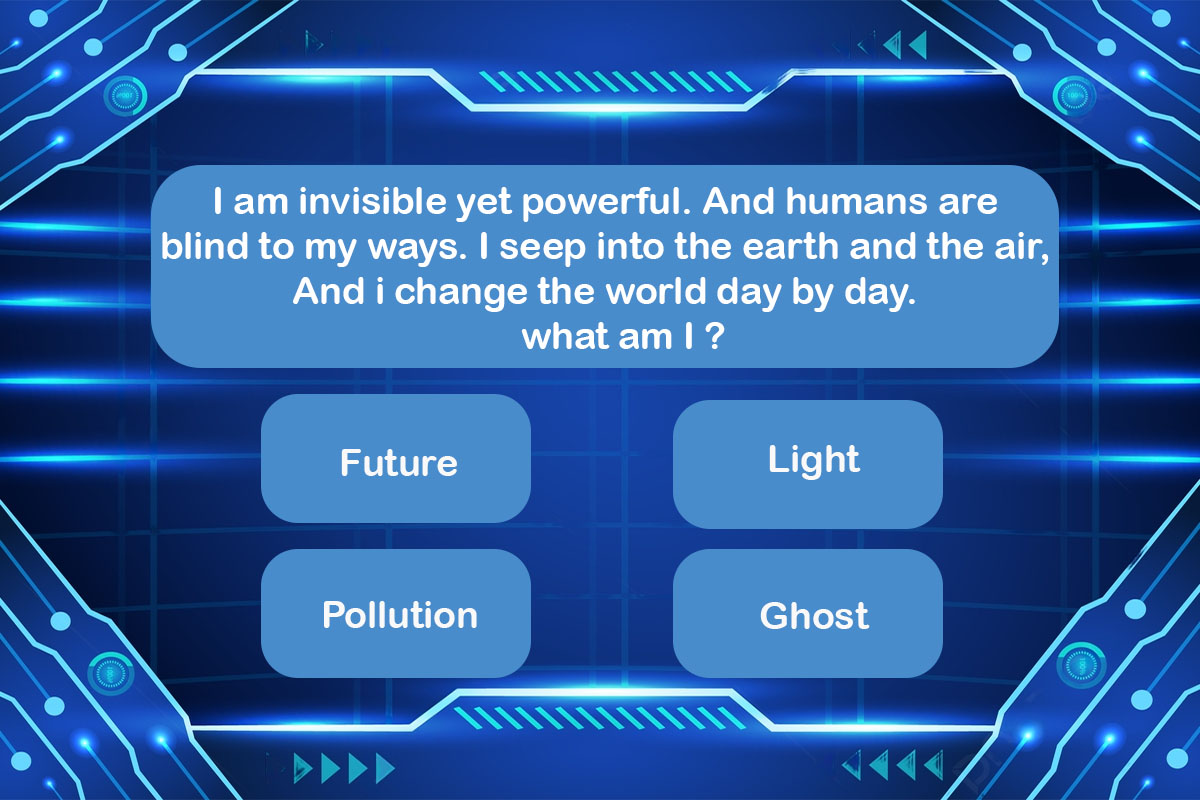 I am invisible yet powerful. And humans are
blind to my ways. I seep into the earth and the air,
And i change the world day by day.
what am I ?
Future
Light
Pollution
Ghost